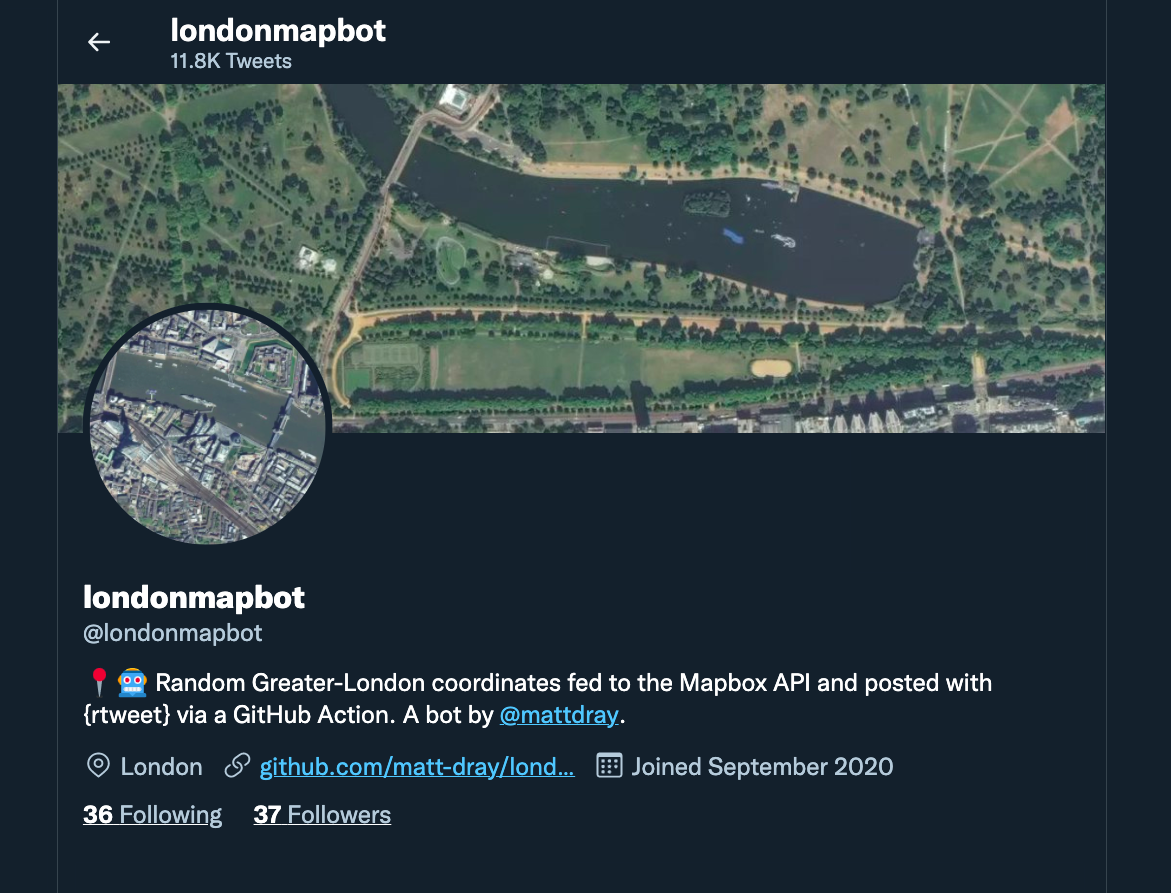 londonmapbot
11.8K Tweets
londonmapbot
@londonmapbot
📍🤖 Random Greater-London coordinates fed to the Mapbox API and posted with
{rtweet} via a GitHub Action. A bot by @mattdray.
London github.com/matt-dray/lond... Joined September 2020
36 Following 37 Followers